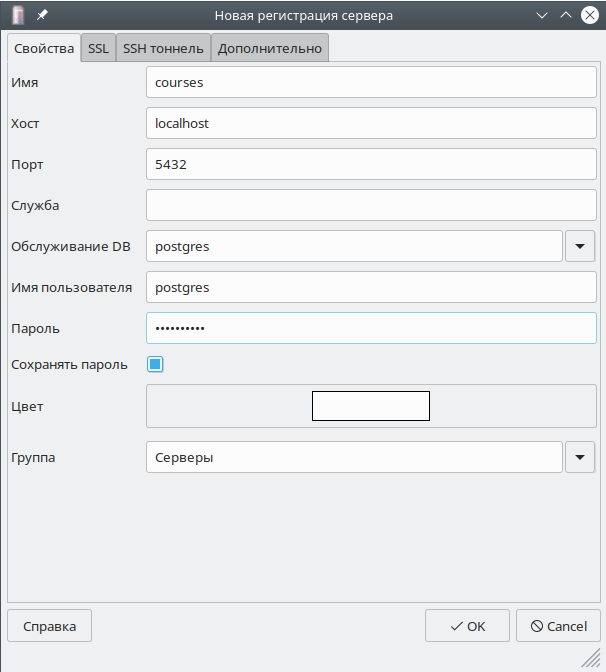 Новая регистрация сервера
Свойства SSL SSH тоннель Дополнительно
Имя courses
Хост localhost
Порт 5432
Служба
Обслуживание DB postgres
Имя пользователя postgres
Пароль ••••••••••
Сохранять пароль
Цвет
Группа Серверы
Справка OK Cancel